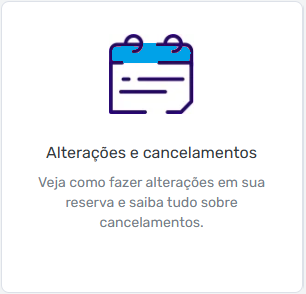 Alterações e cancelamentos
Veja como fazer alterações em sua
reserva e saiba tudo sobre
cancelamentos.